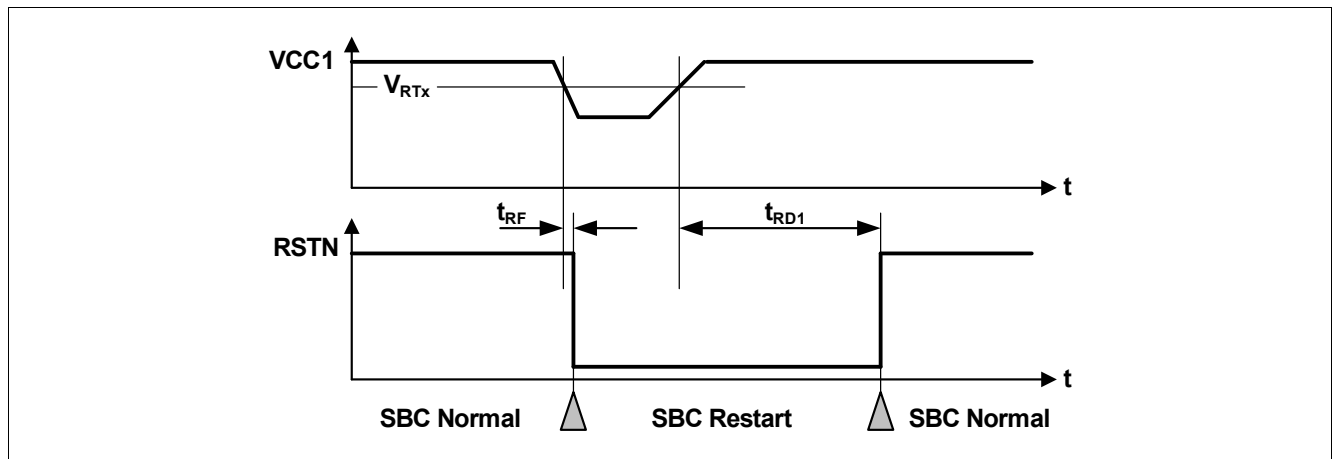 VCC1
VRTx
t
tRF
tRD1
RSTN
t
SBC Normal
SBC Restart
SBC Normal